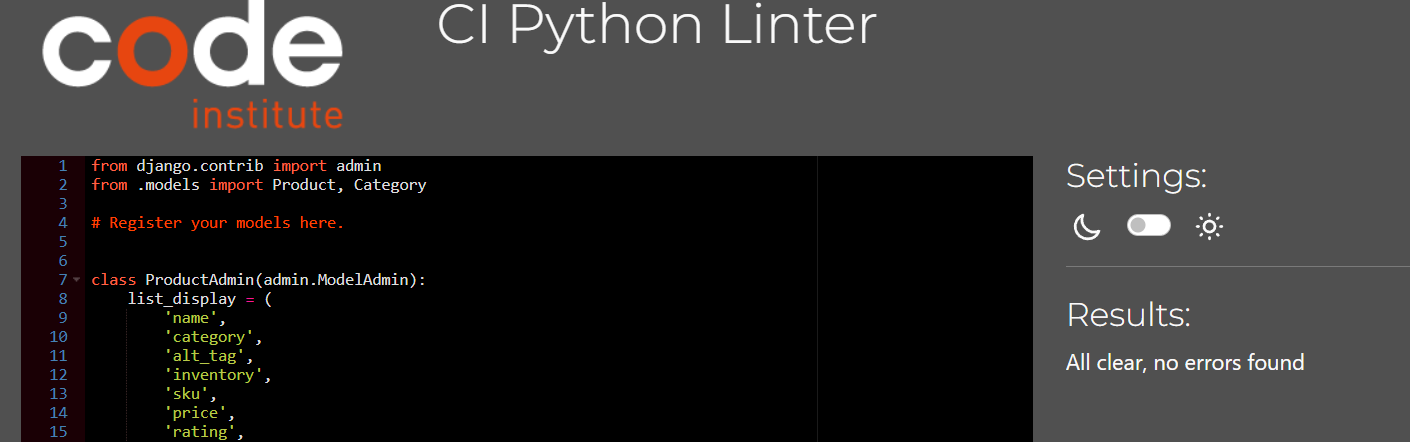 code
institute
CI Python Linter
1 from django.contrib import admin
2 from .models import Product, Category
3
4 # Register your models here.
5
6
7 class ProductAdmin(admin.ModelAdmin):
8 list_display = (
9 'name',
10 'category',
11 'alt_tag',
12 'inventory',
13 'sku',
14 'price',
15 'rating',
Settings:
Results:
All clear, no errors found